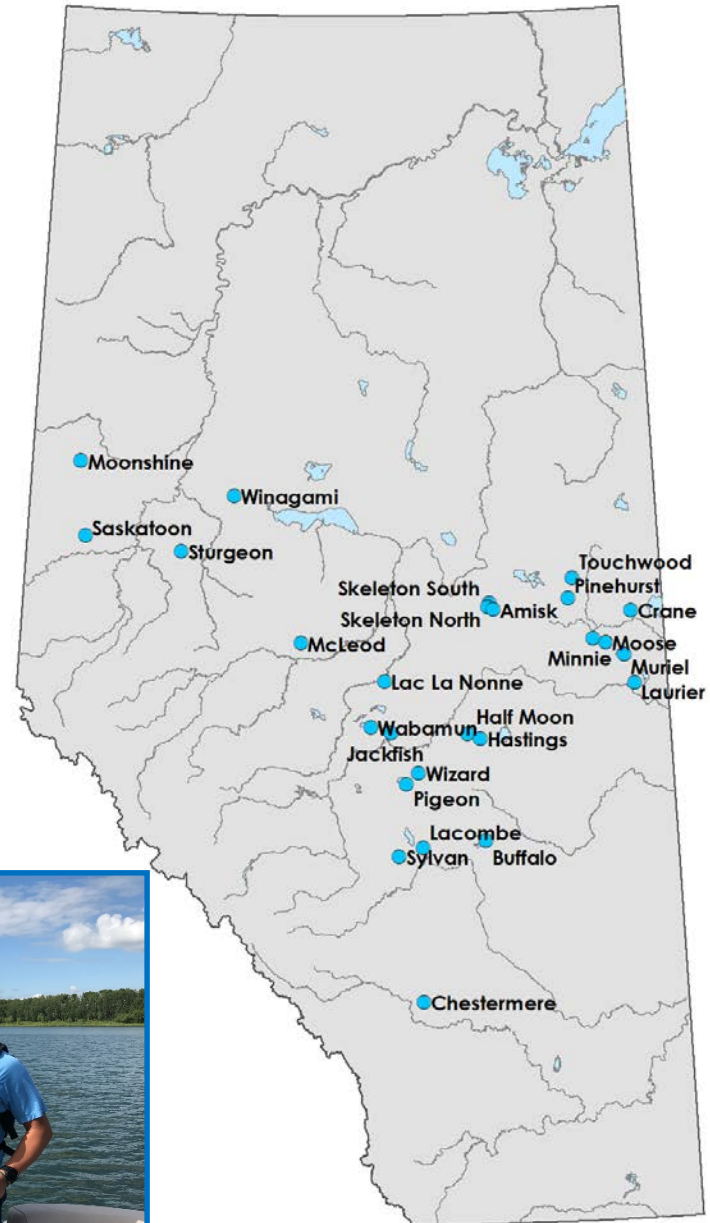 Moonshine
Winagami
Saskatoon
Sturgeon
Touchwood
Skeleton South
Pinehurst
Skeleton North
Amisk
Crane
McLeod
Moose
Minnie
Muriel
Lac La Nonne
Laurier
Half Moon
Wabamun
Hastings
Jackfish
Wizard
Pigeon
Lacombe
Sylvan
Buffalo
Chestermere